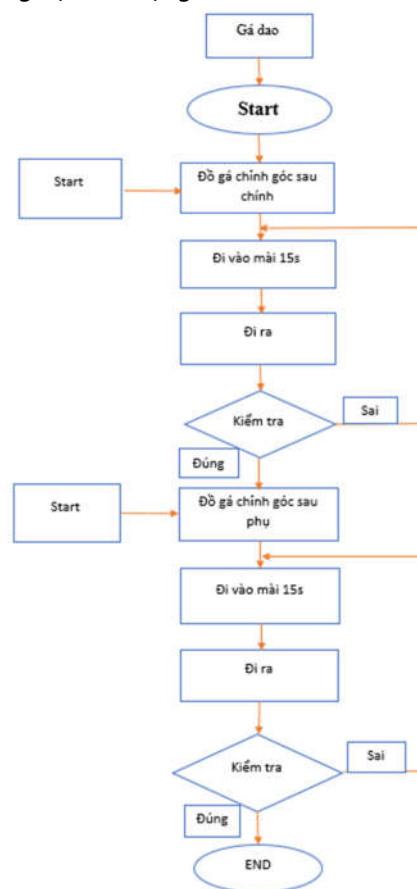 Gá dao
Start
Start
Đồ gá chỉnh góc sau
chính
Đi vào mài 15s
Đi ra
Kiểm tra
Sai
Đúng
Start
Đồ gá chỉnh góc sau
phụ
Đi vào mài 15s
Đi ra
Kiểm tra
Sai
Đúng
END